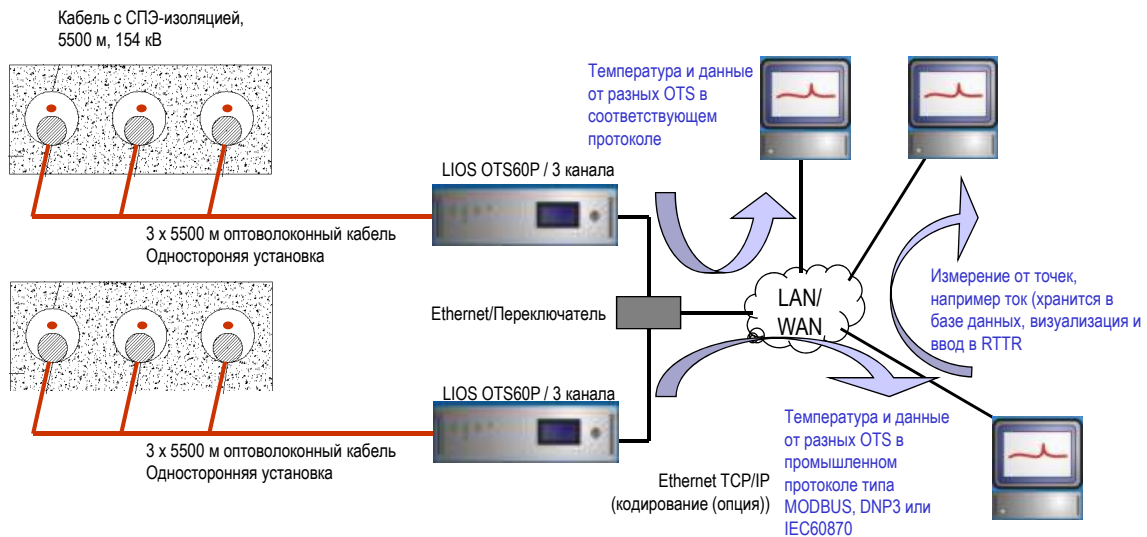 Кабель с СПЭ-изоляцией,
5500 м, 154 кВ
Температура и данные
от разных OTS в
соответствующем
протоколе
LIOS OTS60P / 3 канала
3 x 5500 м оптоволоконный кабель
Одностороняя установка
Ethernet/Переключатель
LAN/
WAN
Измерение от точек,
например ток (хранится в
базе данных, визуализация и
ввод в RTTR
LIOS OTS60P / 3 канала
3 x 5500 м оптоволоконный кабель
Односторонняя установка
Ethernet TCP/IP
(кодирование (опция))
Температура и данные
от разных OTS в
промышленном
протоколе типа
MODBUS, DNP3 или
IEC60870